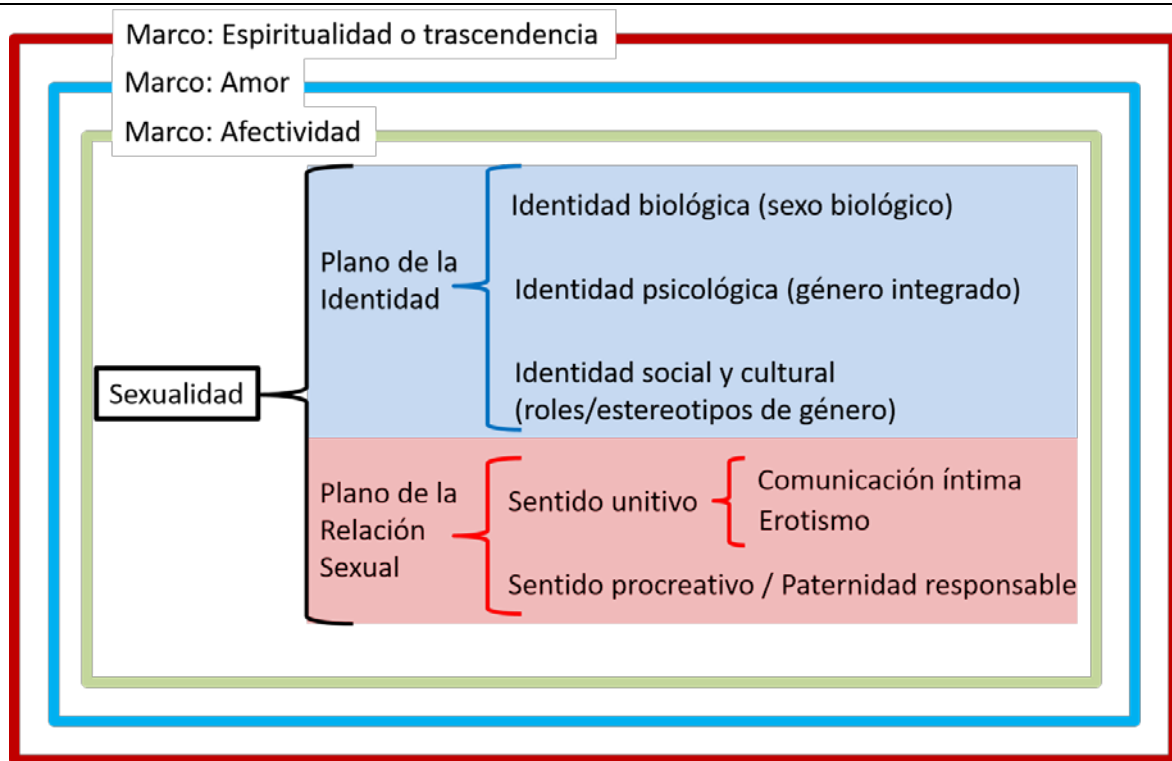 Marco: Espiritualidad o trascendencia
Marco: Amor
Marco: Afectividad
Sexualidad
Plano de la
Identidad
Identidad biológica (sexo biológico)
Identidad psicológica (género integrado)
Identidad social y cultural
(roles/estereotipos de género)
Plano de la
Relación
Sexual
Sentido unitivo
Comunicación íntima
Erotismo
Sentido procreativo / Paternidad responsable